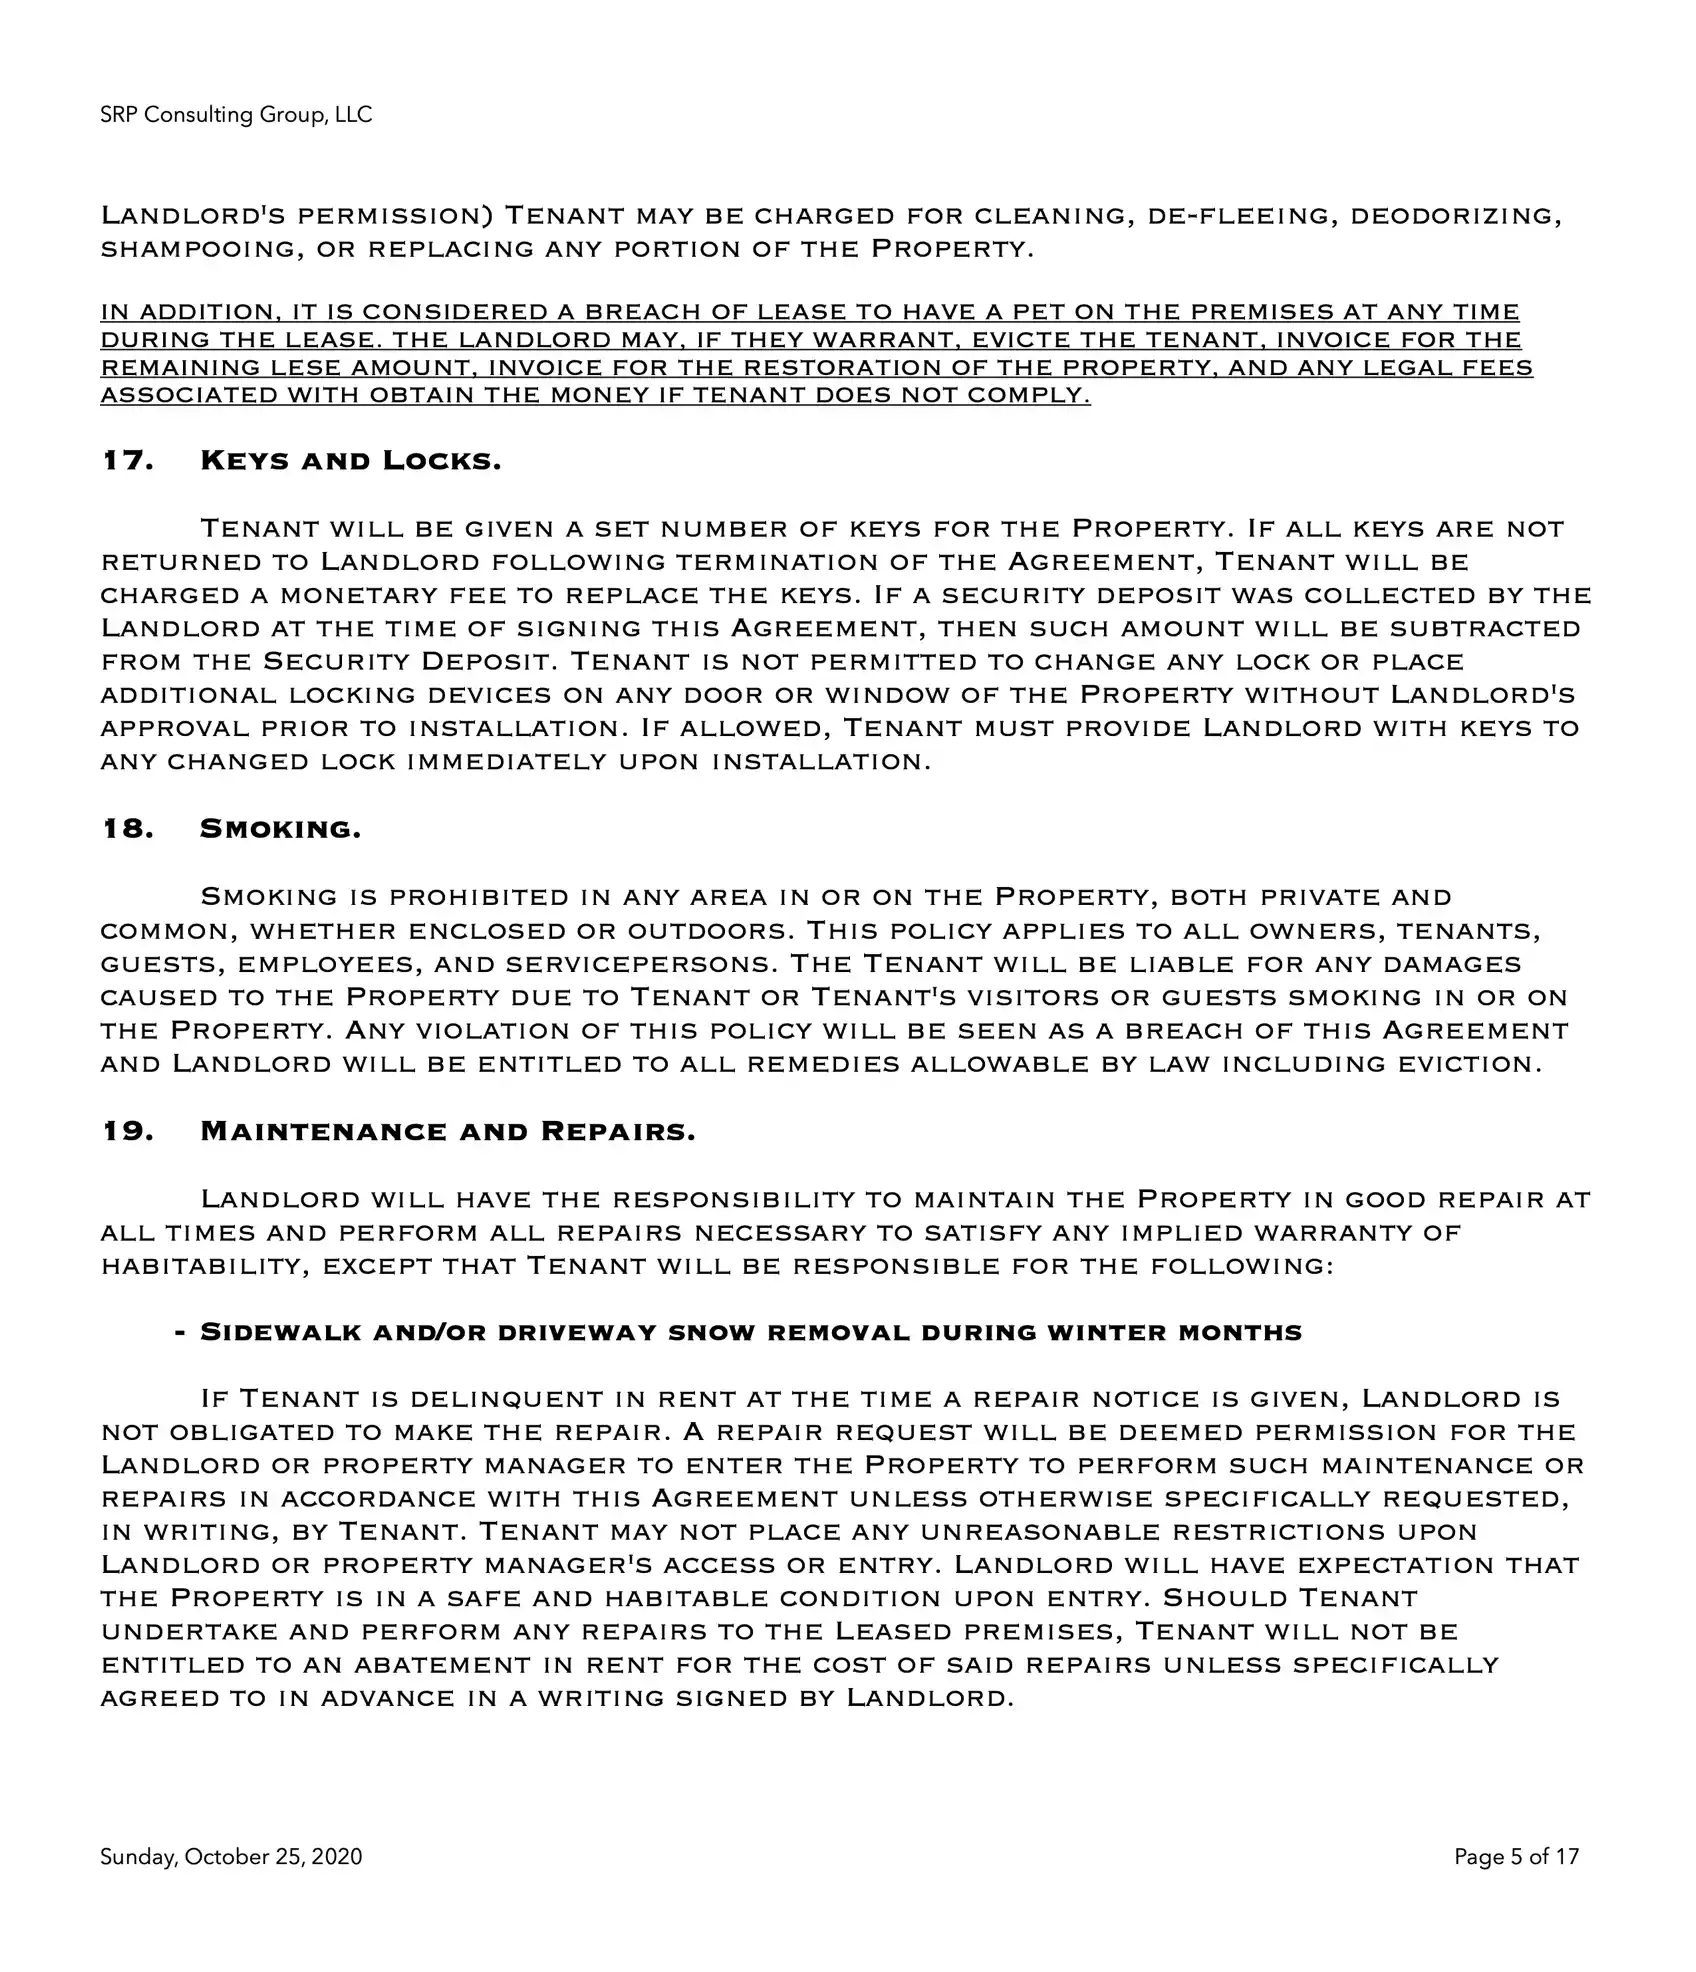 SRP Consulting Group, LLC
Landlord's permission) Tenant may be charged for cleaning, de-fleeing, deodorizing,
shampooing, or replacing any portion of the Property.
IN ADDITION, IT IS CONSIDERED A BREACH OF LEASE TO HAVE A PET ON THE PREMISES AT ANY TIME
DURING THE LEASE. THE LANDLORD MAY, IF THEY WARRANT, EVICTE THE TENANT, INVOICE FOR THE
REMAINING LESE AMOUNT, INVOICE FOR THE RESTORATION OF THE PROPERTY, AND ANY LEGAL FEES
ASSOCIATED WITH OBTAIN THE MONEY IF TENANT DOES NOT COMPLY.
17. Keys and Locks.
Tenant will be given a set number of keys for the Property. If all keys are not
returned to Landlord following termination of the Agreement, Tenant will be
charged a monetary fee to replace the keys. If a security deposit was collected by the
Landlord at the time of signing this Agreement, then such amount will be subtracted
from the Security Deposit. Tenant is not permitted to change any lock or place
additional locking devices on any door or window of the Property without Landlord's
approval prior to installation. If allowed, Tenant must provide Landlord with keys to
any changed lock immediately upon installation.
18. Smoking.
Smoking is prohibited in any area in or on the Property, both private and
common, whether enclosed or outdoors. This policy applies to all owners, tenants,
guests, employees, and servicepersons. The Tenant will be liable for any damages
caused to the Property due to Tenant or Tenant's visitors or guests smoking in or on
the Property. Any violation of this policy will be seen as a breach of this Agreement
and Landlord will be entitled to all remedies allowable by law including eviction.
19. Maintenance and Repairs.
Landlord will have the responsibility to maintain the Property in good repair at
all times and perform all repairs necessary to satisfy any implied warranty of
habitability, except that Tenant will be responsible for the following:
- Sidewalk and/or driveway snow removal during winter months
If Tenant is delinquent in rent at the time a repair notice is given, Landlord is
not obligated to make the repair. A repair request will be deemed permission for the
Landlord or property manager to enter the Property to perform such maintenance or
repairs in accordance with this Agreement unless otherwise specifically requested,
in writing, by Tenant. Tenant may not place any unreasonable restrictions upon
Landlord or property manager's access or entry. Landlord will have expectation that
the Property is in a safe and habitable condition upon entry. Should Tenant
undertake and perform any repairs to the Leased premises, Tenant will not be
entitled to an abatement in rent for the cost of said repairs unless specifically
agreed to in advance in a writing signed by Landlord.
Sunday, October 25, 2020 Page 5 of 17